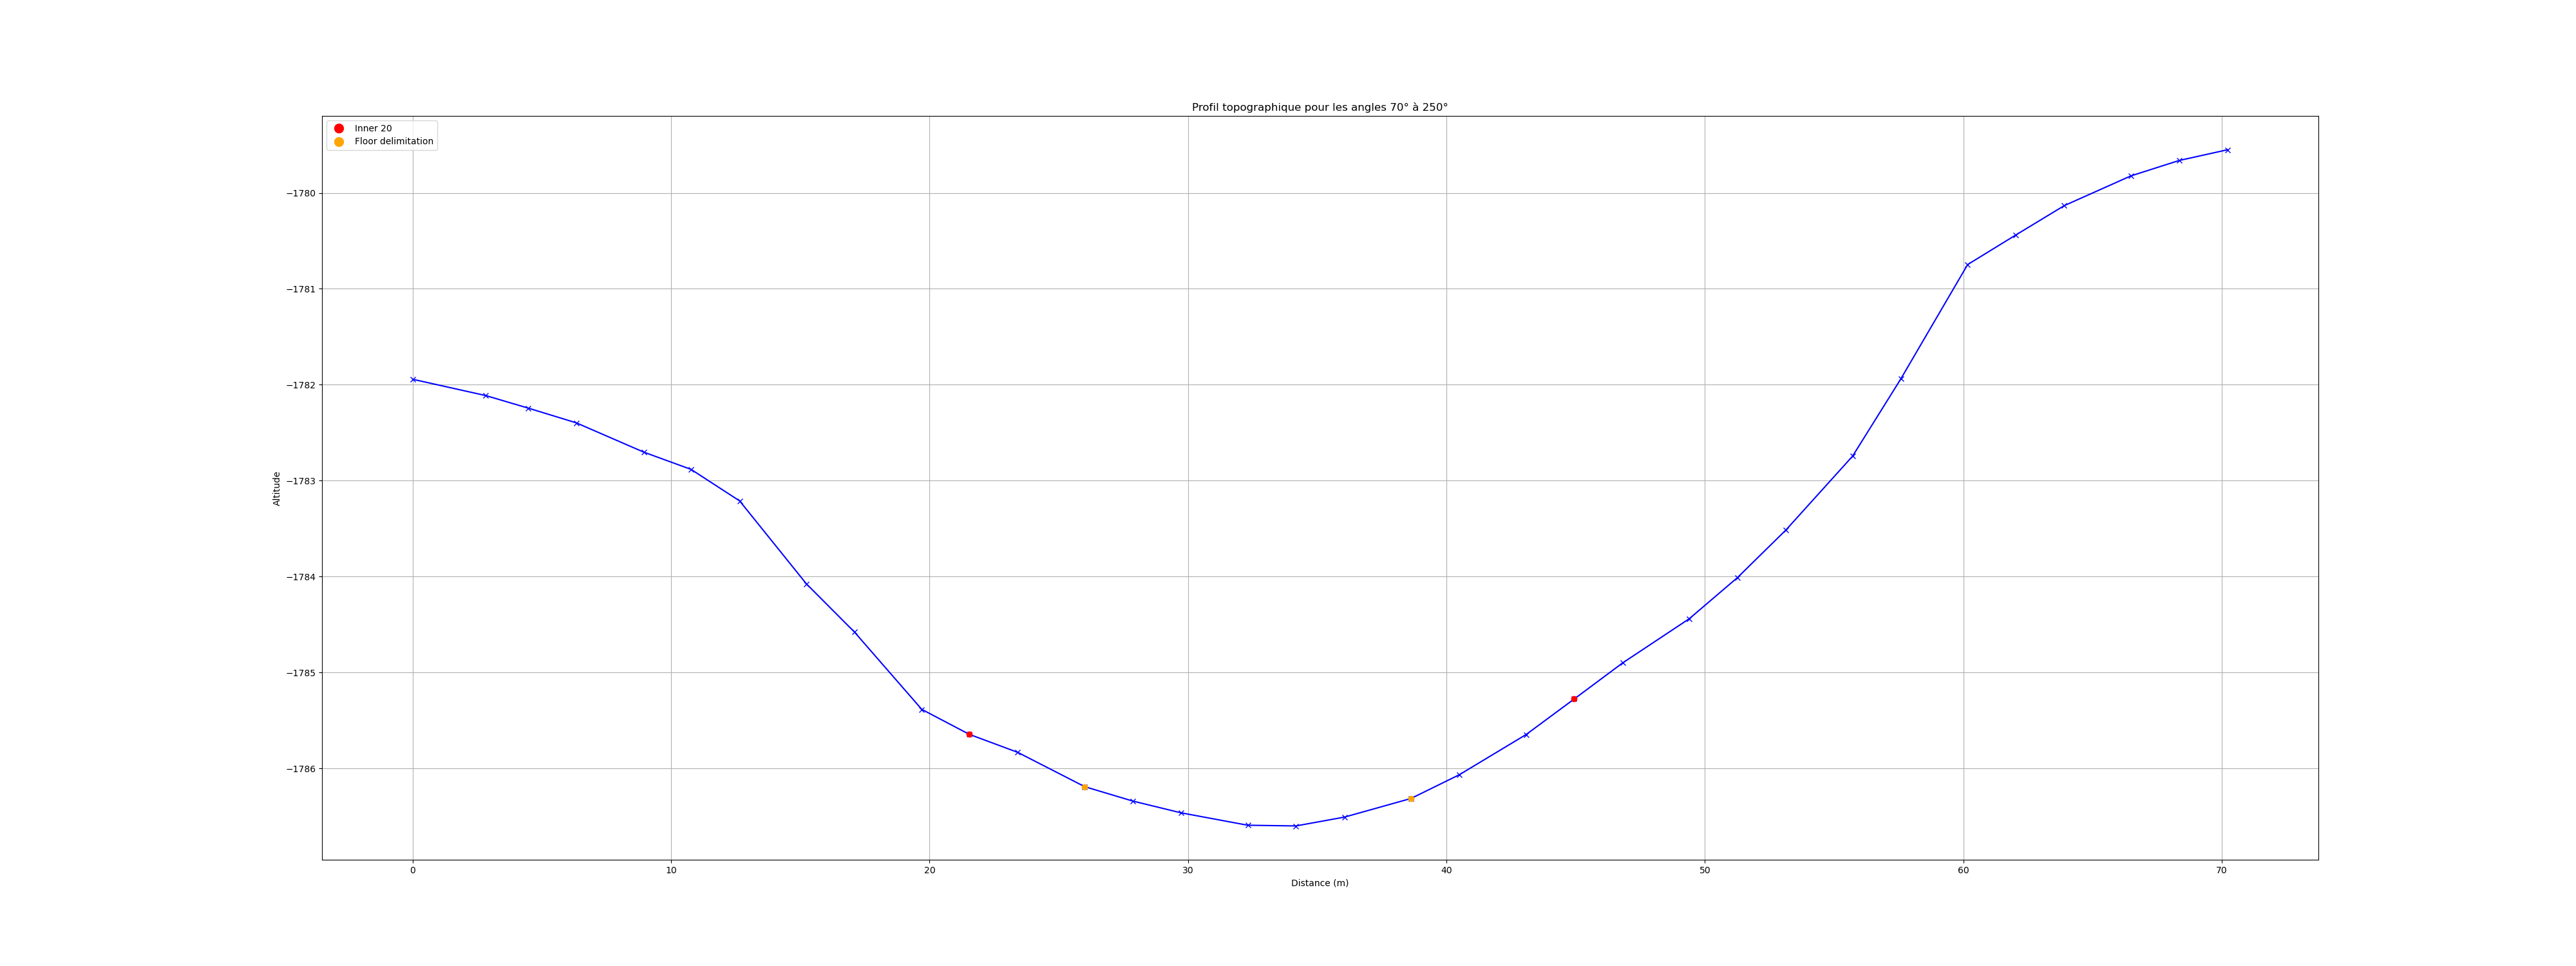 Profil topographique pour les angles 70° à 250°
Inner 20
Floor delimitation
−1780
−1781
−1782
−1783
−1784
−1785
−1786
Altitude
0 10 20 30 40 50 60 70
Distance (m)